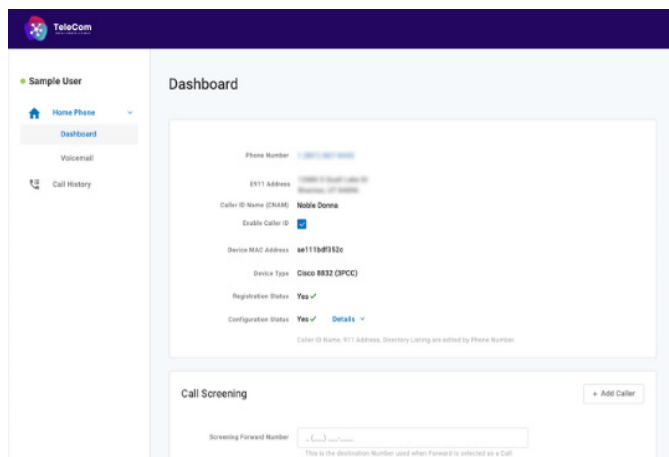 TeleCom
Sample User
Dashboard
Home Phone
Dashboard
Voicemail
Call History
Phone Number
E911 Address
Caller ID Name (CNAM) Noble Donna
Enable Caller ID
Device MAC Address ae111bdf352c
Device Type Cisco 8832 (3PCC)
Registration Status Yes
Configuration Status Yes Details
Caller ID Name, 911 Address, Directory Listing are edited by Phone Number.
Call Screening
+ Add Caller
Screening Forward Number _ (___) ___-____
This is the destination Number used when Forward is selected as a Call